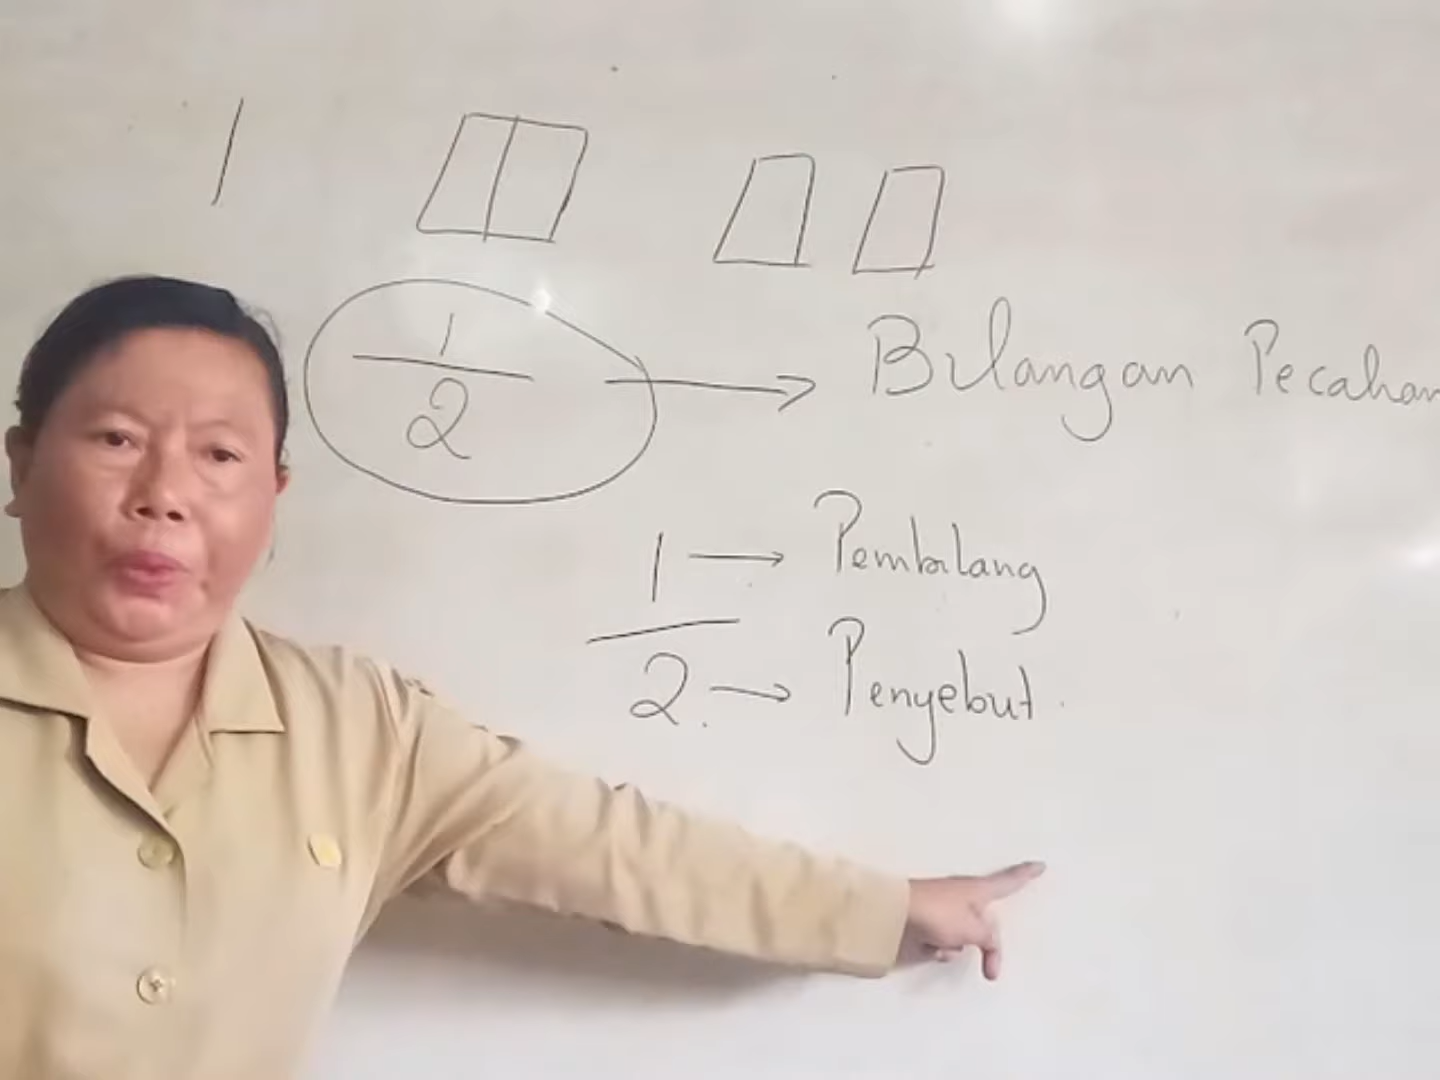 1
1/2 → Bilangan Pecahan
1 → Pembilang
2 → Penyebut